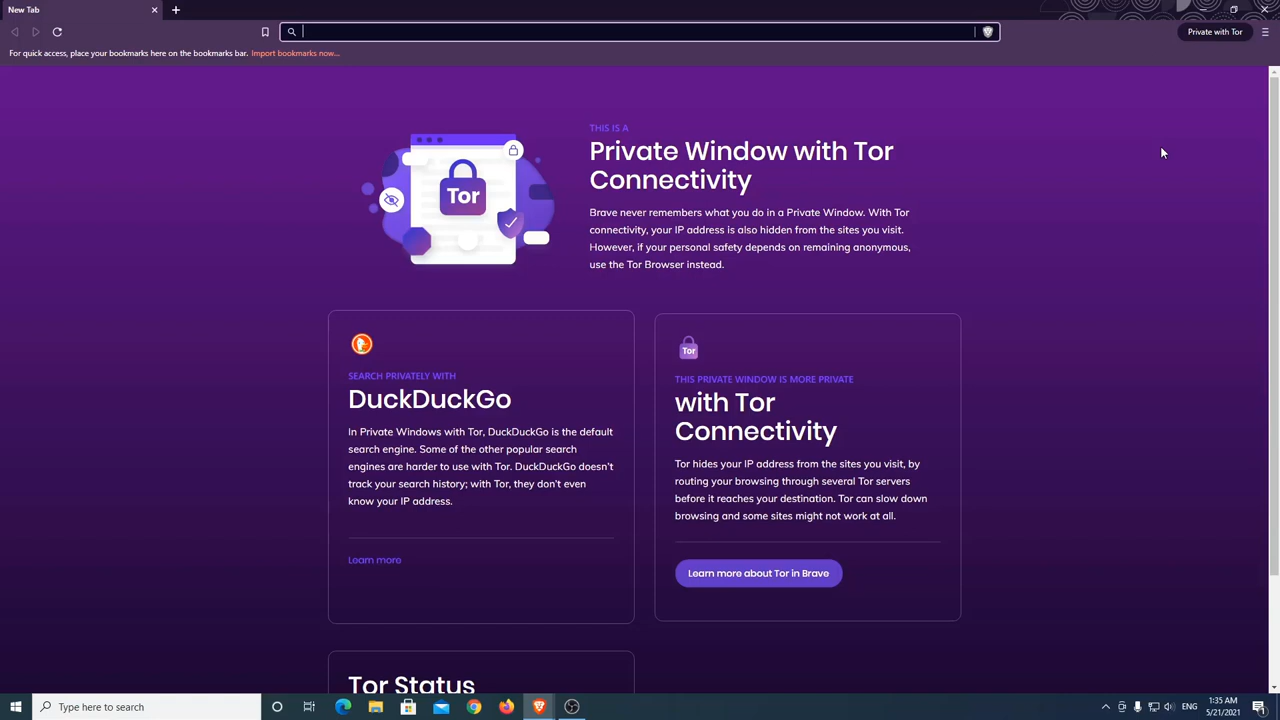 New Tab
Private with Tor
For quick access, place your bookmarks here on the bookmarks bar. Import bookmarks now...
Tor
THIS IS A
Private Window with Tor
Connectivity
Brave never remembers what you do in a Private Window. With Tor
connectivity, your IP address is also hidden from the sites you visit.
However, if your personal safety depends on remaining anonymous,
use the Tor Browser instead.
SEARCH PRIVATELY WITH
DuckDuckGo
In Private Windows with Tor, DuckDuckGo is the default
search engine. Some of the other popular search
engines are harder to use with Tor. DuckDuckGo doesn't
track your search history; with Tor, they don't even
know your IP address.
Learn more
Tor
THIS PRIVATE WINDOW IS MORE PRIVATE
with Tor
Connectivity
Tor hides your IP address from the sites you visit, by
routing your browsing through several Tor servers
before it reaches your destination. Tor can slow down
browsing and some sites might not work at all.
Learn more about Tor in Brave
Tor Status
Type here to search
ENG
1:35 AM
5/21/2021
1